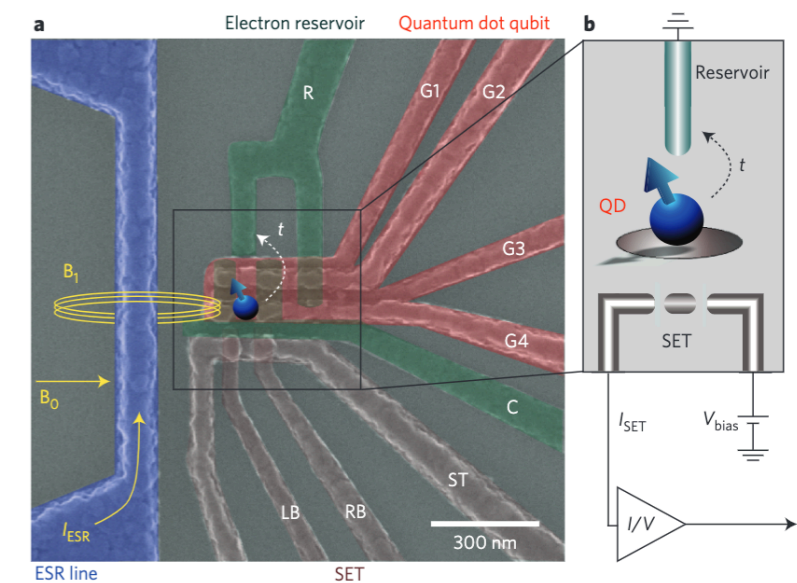 a
Electron reservoir
Quantum dot qubit
b
R
G1
G2
Reservoir
t
QD
t
G3
B1
G4
SET
B0
C
ISET
Vbias
ST
LB
RB
IESR
I/V
300 nm
ESR line
SET